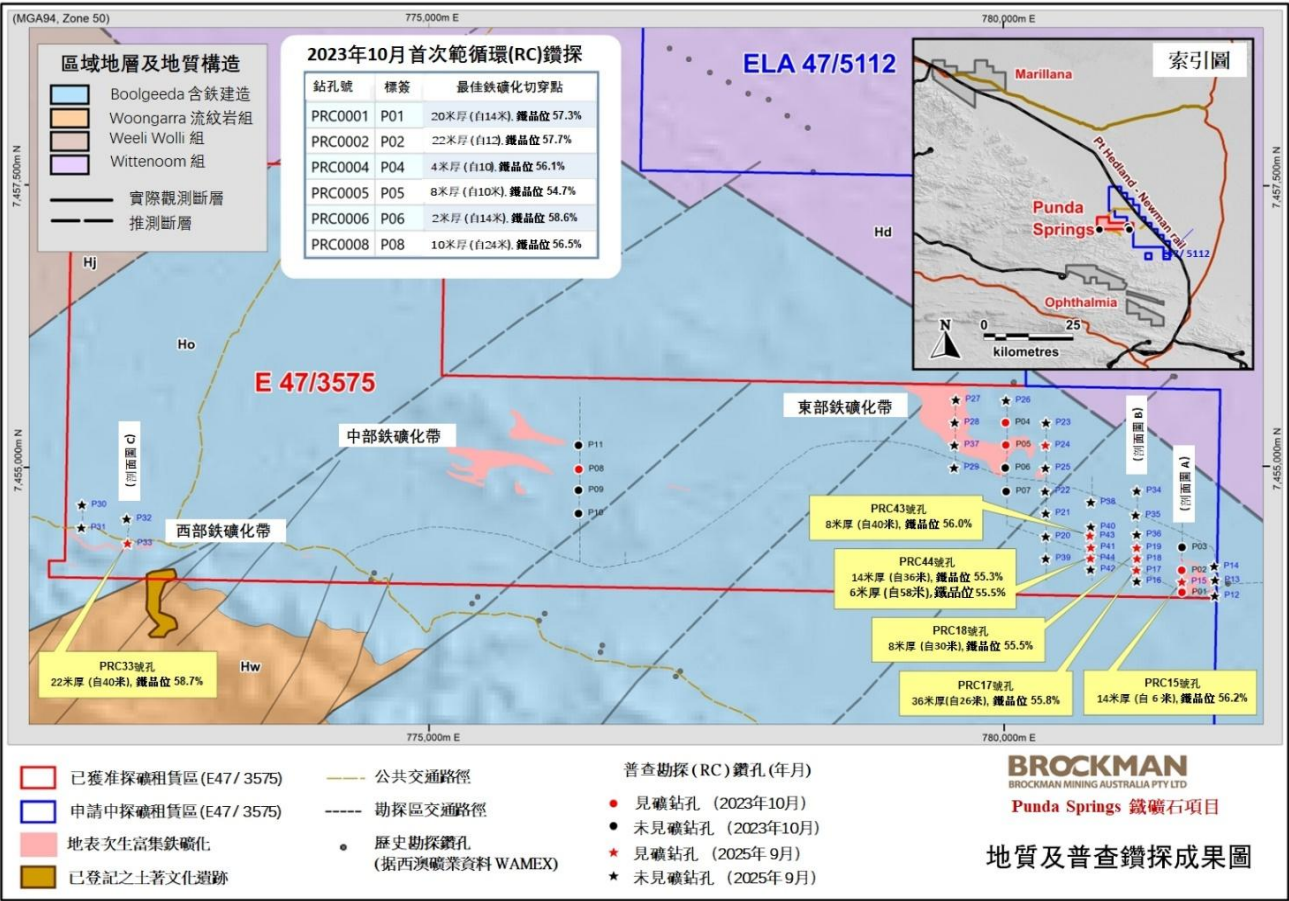 (MGA94, Zone 50)
775,000m E
780,000m E
7,457,500m N
7,455,000m N
區域地層及地質構造
Boolgeeda 含鉄建造
Woongarra 流紋岩組
Weeli Wolli 組
Wittenoom 組
實際觀測斷層
推測斷層
2023年10月首次範循環(RC)鑽探
鉆孔號 標簽 最佳鉄礦化切穿點
PRC0001 P01 20米厚 (自14米), 鐵品位 57.3%
PRC0002 P02 22米厚 (自12), 鐵品位 57.7%
PRC0004 P04 4米厚 (自10), 鐵品位 56.1%
PRC0005 P05 8米厚 (自10米), 鐵品位 54.7%
PRC0006 P06 2米厚 (自14米), 鐵品位 58.6%
PRC0008 P08 10米厚 (自24米), 鐵品位 56.5%
ELA 47/5112
索引圖
Marillana
Pt Hedland - Newman rail
Punda
Springs
7/ 5112
Ophthalmia
N
0 25
kilometres
Hj
Hd
Ho
E 47/3575
Hw
東部鉄礦化帶
中部鉄礦化帶
西部鉄礦化帶
(剖面圖 C)
(剖面圖 B)
(剖面圖 A)
P30
P31
P32
P33
P11
P08
P09
P10
P27
P28
P37
P29
P26
P04
P05
P06
P07
P23
P24
P25
P22
P21
P20
P39
P38
P40
P43
P41
P44
P42
P34
P35
P36
P19
P18
P17
P16
P03
P02
P15
P01
P14
P13
P12
PRC43號孔
8米厚 (自40米), 鐵品位 56.0%
PRC44號孔
14米厚 (自36米), 鐵品位 55.3%
6米厚 (自58米), 鐵品位 55.5%
PRC18號孔
8米厚 (自30米), 鐵品位 55.5%
PRC17號孔
36米厚(自26米), 鐵品位 55.8%
PRC15號孔
14米厚 (自 6 米), 鐵品位 56.2%
PRC33號孔
22米厚 (自40米), 鐵品位 58.7%
775,000m E
780,000m E
7,457,500m N
7,455,000m N
已獲准探礦租賃區(E47/ 3575)
申請中探礦租賃區(E47/ 3575)
地表次生富集鉄礦化
已登記之土著文化遺跡
公共交通路徑
勘探區交通路徑
歷史勘探鑽孔
(据西澳礦業資料 WAMEX)
普查勘探 (RC) 鑽孔 (年月)
見礦鉆孔 (2023年10月)
未見礦鉆孔 (2023年10月)
見礦鉆孔 (2025年 9月)
未見礦鉆孔 (2025年 9月)
BROCKMAN
BROCKMAN MINING AUSTRALIA PTY LTD
Punda Springs 鐵礦石項目
地質及普查鑽探成果圖